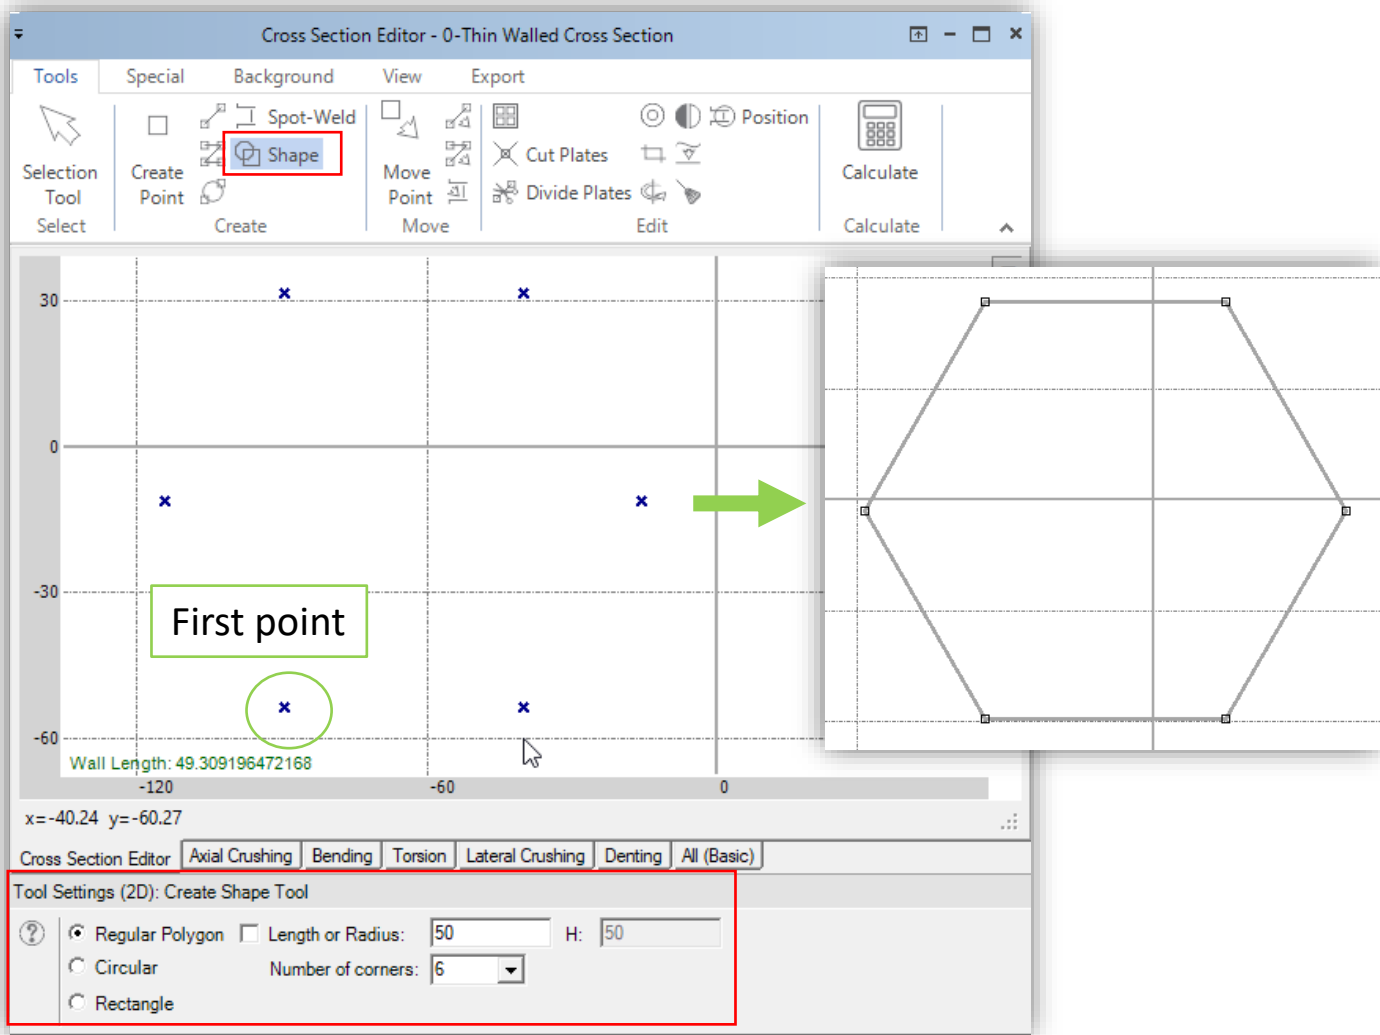 Cross Section Editor - 0-Thin Walled Cross Section
Tools Special Background View Export
Spot-Weld Position
Shape Cut Plates
Selection Tool
Create Point
Move Point
Divide Plates
Calculate
Select Create Move Edit Calculate
30
0
-30
First point
-60
Wall Length: 49.309196472168
-120 -60 0
x=-40.24 y=-60.27
Cross Section Editor Axial Crushing Bending Torsion Lateral Crushing Denting All (Basic)
Tool Settings (2D): Create Shape Tool
Regular Polygon Length or Radius: 50 H: 50
Circular Number of corners: 6
Rectangle